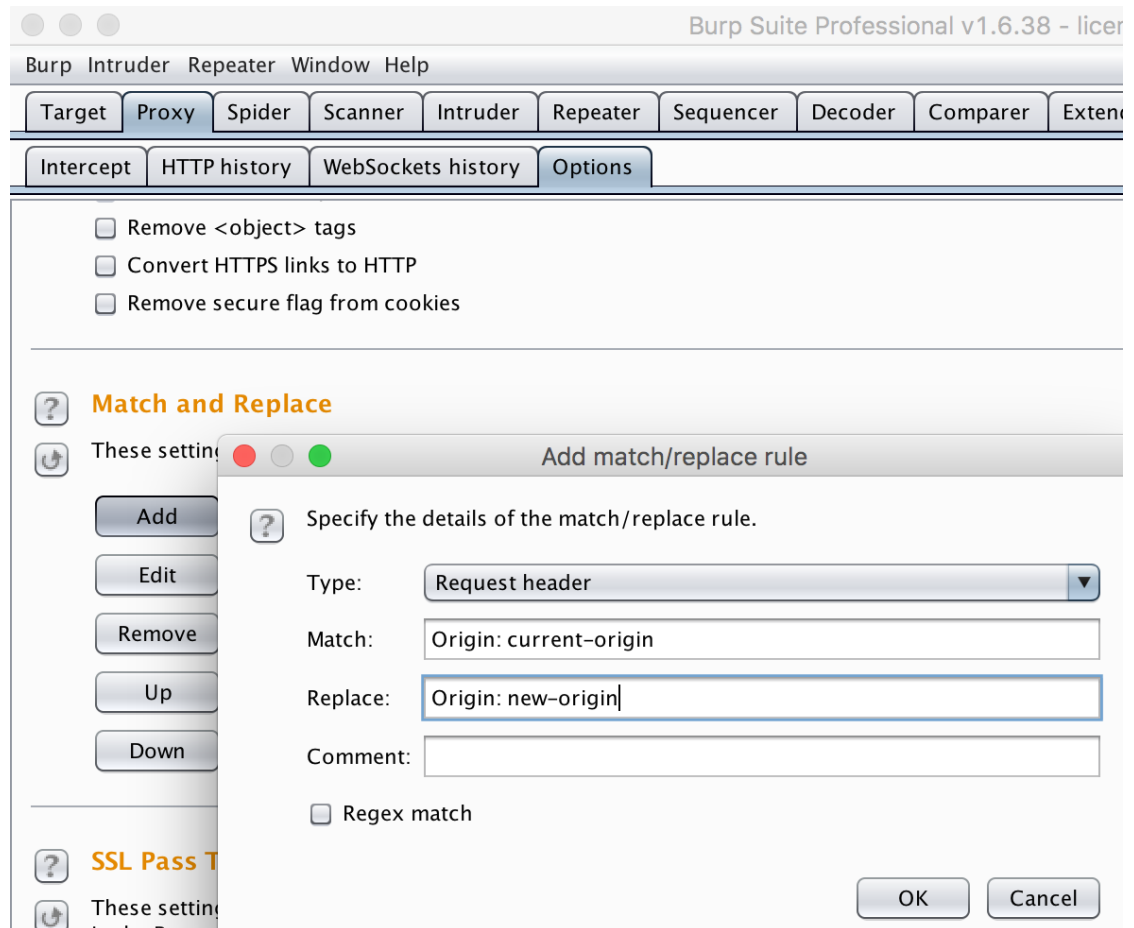 Burp Suite Professional v1.6.38 -
Burp Intruder Repeater Window Help
Target Proxy Spider Scanner Intruder Repeater Sequencer Decoder Comparer
Intercept HTTP history WebSockets history Options
Remove <object> tags
Convert HTTPS links to HTTP
Remove secure flag from cookies
? Match and Replace
These
Add match/replace rule
Add
? Specify the details of the match/replace rule.
Edit
Type: Request header
Remove
Match: Origin: current-origin
Up
Replace: Origin: new-origin
Down
Comment:
Regex match
? SSL Pass
OK Cancel
These